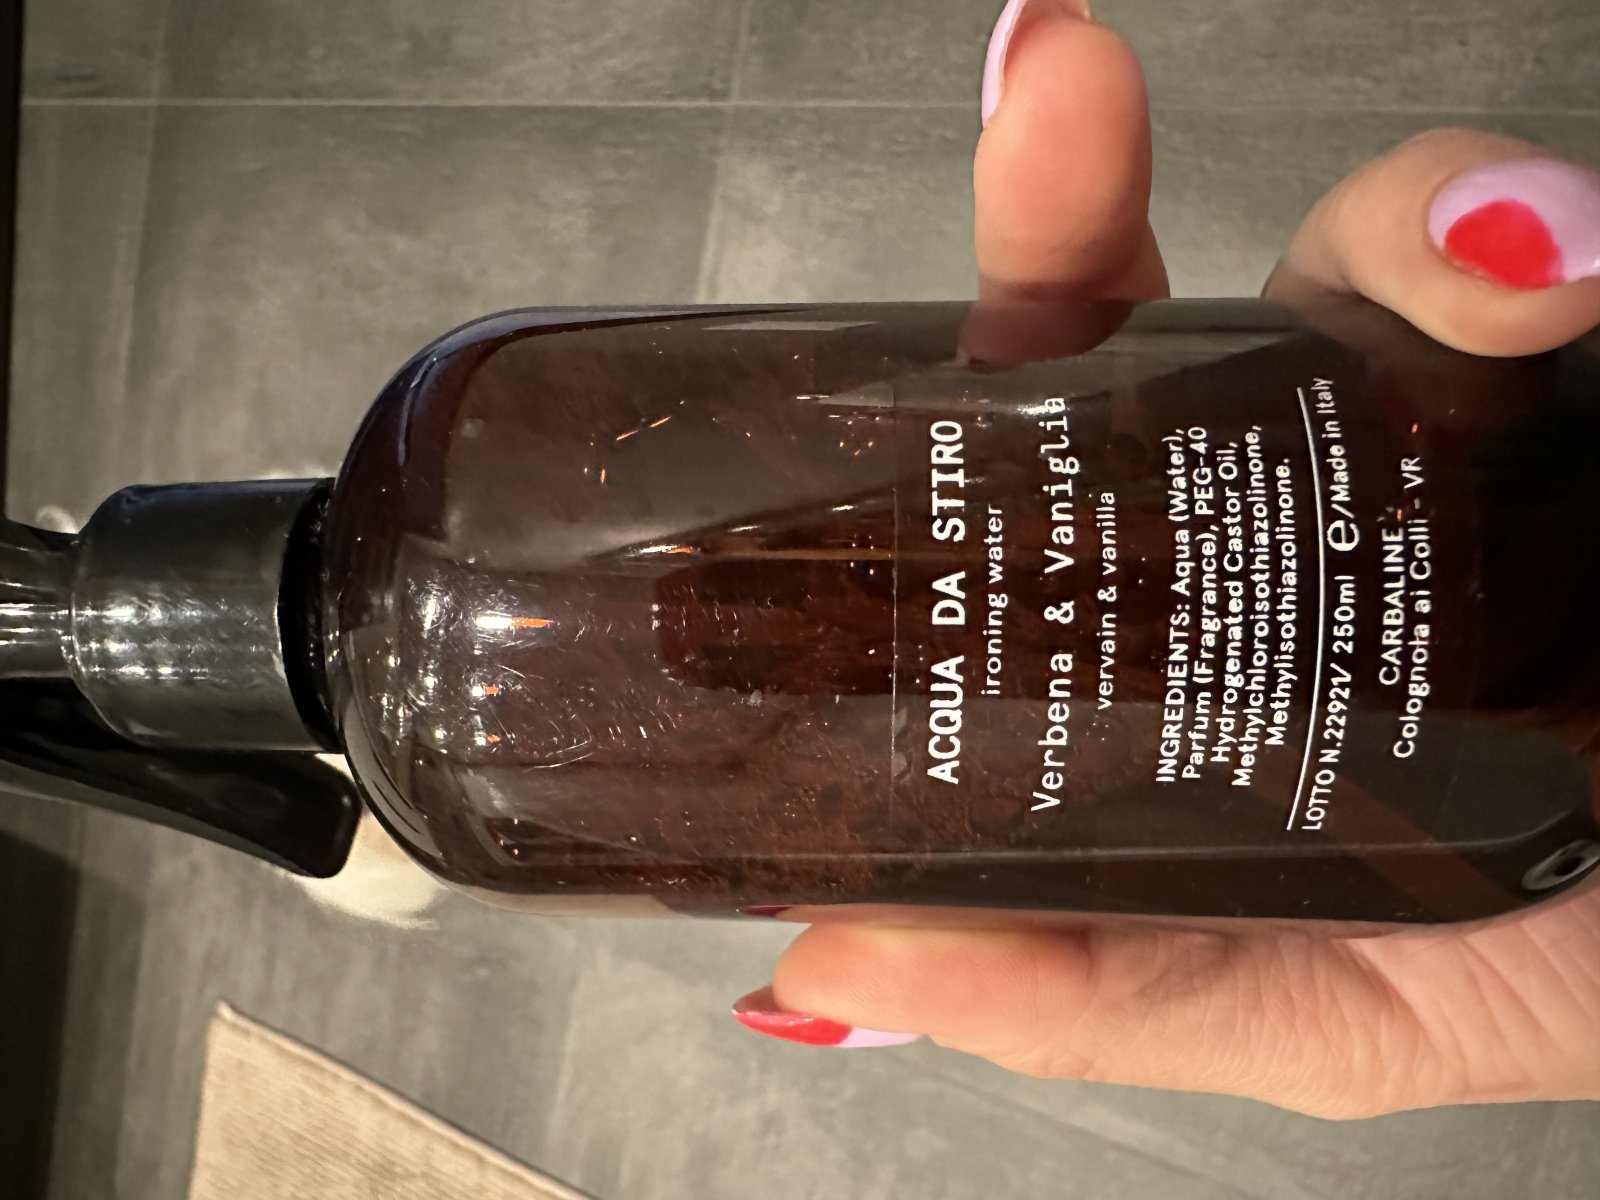 ACQUA DA STIRO
ironing water
Verbena & Vaniglia
vervain & vanilla
INGREDIENTS: Aqua (Water),
Parfum (Fragrance), PEG-40
Hydrogenated Castor Oil,
Methylchloroisothiazolinone,
Methylisothiazolinone.
LOTTO N.22921V 250ml ℮/Made in Italy
CARBALINE
Colognola ai Colli - VR